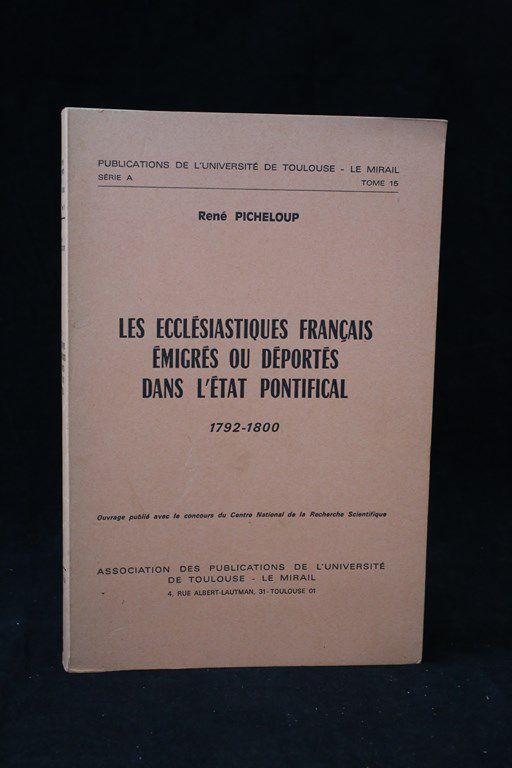 PUBLICATIONS DE L'UNIVERSITÉ DE TOULOUSE - LE MIRAIL
SÉRIE A TOME 15
René PICHELOUP
LES ECCLÉSIASTIQUES FRANÇAIS
ÉMIGRÉS OU DÉPORTÉS
DANS L'ÉTAT PONTIFICAL
1792-1800
Ouvrage publié avec le concours du Centre National de la Recherche Scientifique
ASSOCIATION DES PUBLICATIONS DE L'UNIVERSITÉ
DE TOULOUSE - LE MIRAIL
4, RUE ALBERT-LAUTMAN, 31-TOULOUSE 01